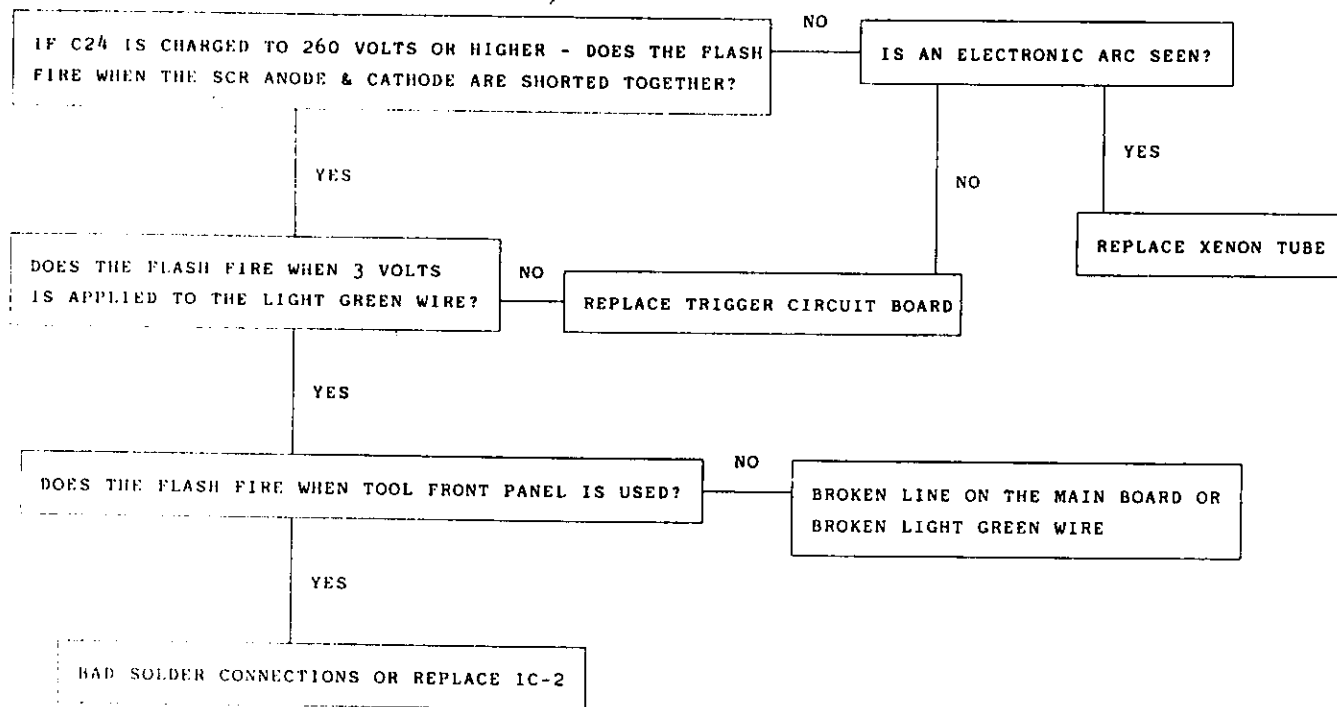 NO
IF C24 IS CHARGED TO 260 VOLTS OR HIGHER - DOES THE FLASH
FIRE WHEN THE SCR ANODE & CATHODE ARE SHORTED TOGETHER?
IS AN ELECTRONIC ARC SEEN?
YES
NO
YES
REPLACE XENON TUBE
DOES THE FLASH FIRE WHEN 3 VOLTS
IS APPLIED TO THE LIGHT GREEN WIRE?
NO
REPLACE TRIGGER CIRCUIT BOARD
YES
DOES THE FLASH FIRE WHEN TOOL FRONT PANEL IS USED?
NO
BROKEN LINE ON THE MAIN BOARD OR
BROKEN LIGHT GREEN WIRE
YES
BAD SOLDER CONNECTIONS OR REPLACE IC-2